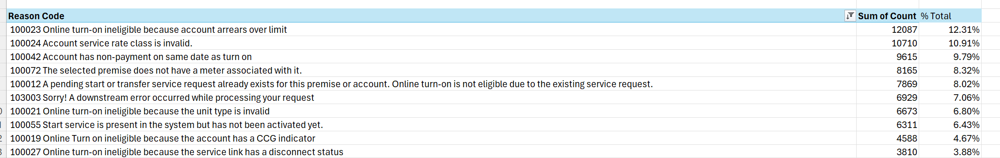 Reason Code Sum of Count % Total
100023 Online turn-on ineligible because account arrears over limit 12087 12.31%
100024 Account service rate class is invalid. 10710 10.91%
100042 Account has non-payment on same date as turn on 9615 9.79%
100072 The selected premise does not have a meter associated with it. 8165 8.32%
100012 A pending start or transfer service request already exists for this premise or account. Online turn-on is not eligible due to the existing service request. 7869 8.02%
103003 Sorry! A downstream error occurred while processing your request 6929 7.06%
100021 Online turn-on ineligible because the unit type is invalid 6673 6.80%
100055 Start service is present in the system but has not been activated yet. 6311 6.43%
100019 Online Turn on ineligible because the account has a CCG indicator 4588 4.67%
100027 Online turn-on ineligible because the service link has a disconnect status 3810 3.88%